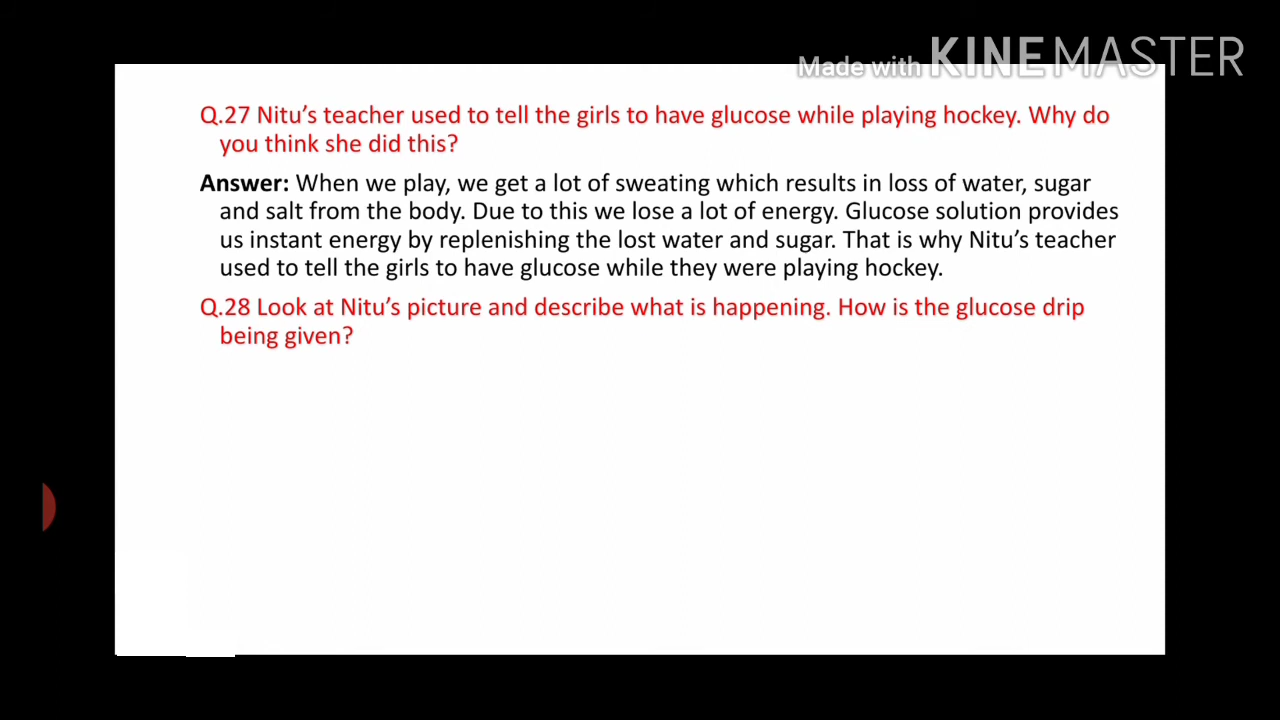 Made with KINEMASTER
Q.27 Nitu's teacher used to tell the girls to have glucose while playing hockey. Why do
you think she did this?
Answer: When we play, we get a lot of sweating which results in loss of water, sugar
and salt from the body. Due to this we lose a lot of energy. Glucose solution provides
us instant energy by replenishing the lost water and sugar. That is why Nitu's teacher
used to tell the girls to have glucose while they were playing hockey.
Q.28 Look at Nitu's picture and describe what is happening. How is the glucose drip
being given?